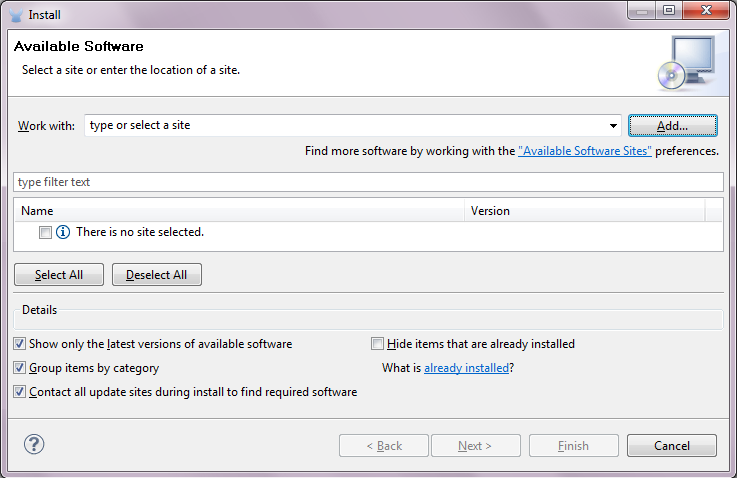 Install
Available Software
Select a site or enter the location of a site.
Work with: type or select a site Add...
Find more software by working with the "Available Software Sites" preferences.
type filter text
Name Version
There is no site selected.
Select All Deselect All
Details
Show only the latest versions of available software Hide items that are already installed
Group items by category What is already installed?
Contact all update sites during install to find required software
? < Back Next > Finish Cancel